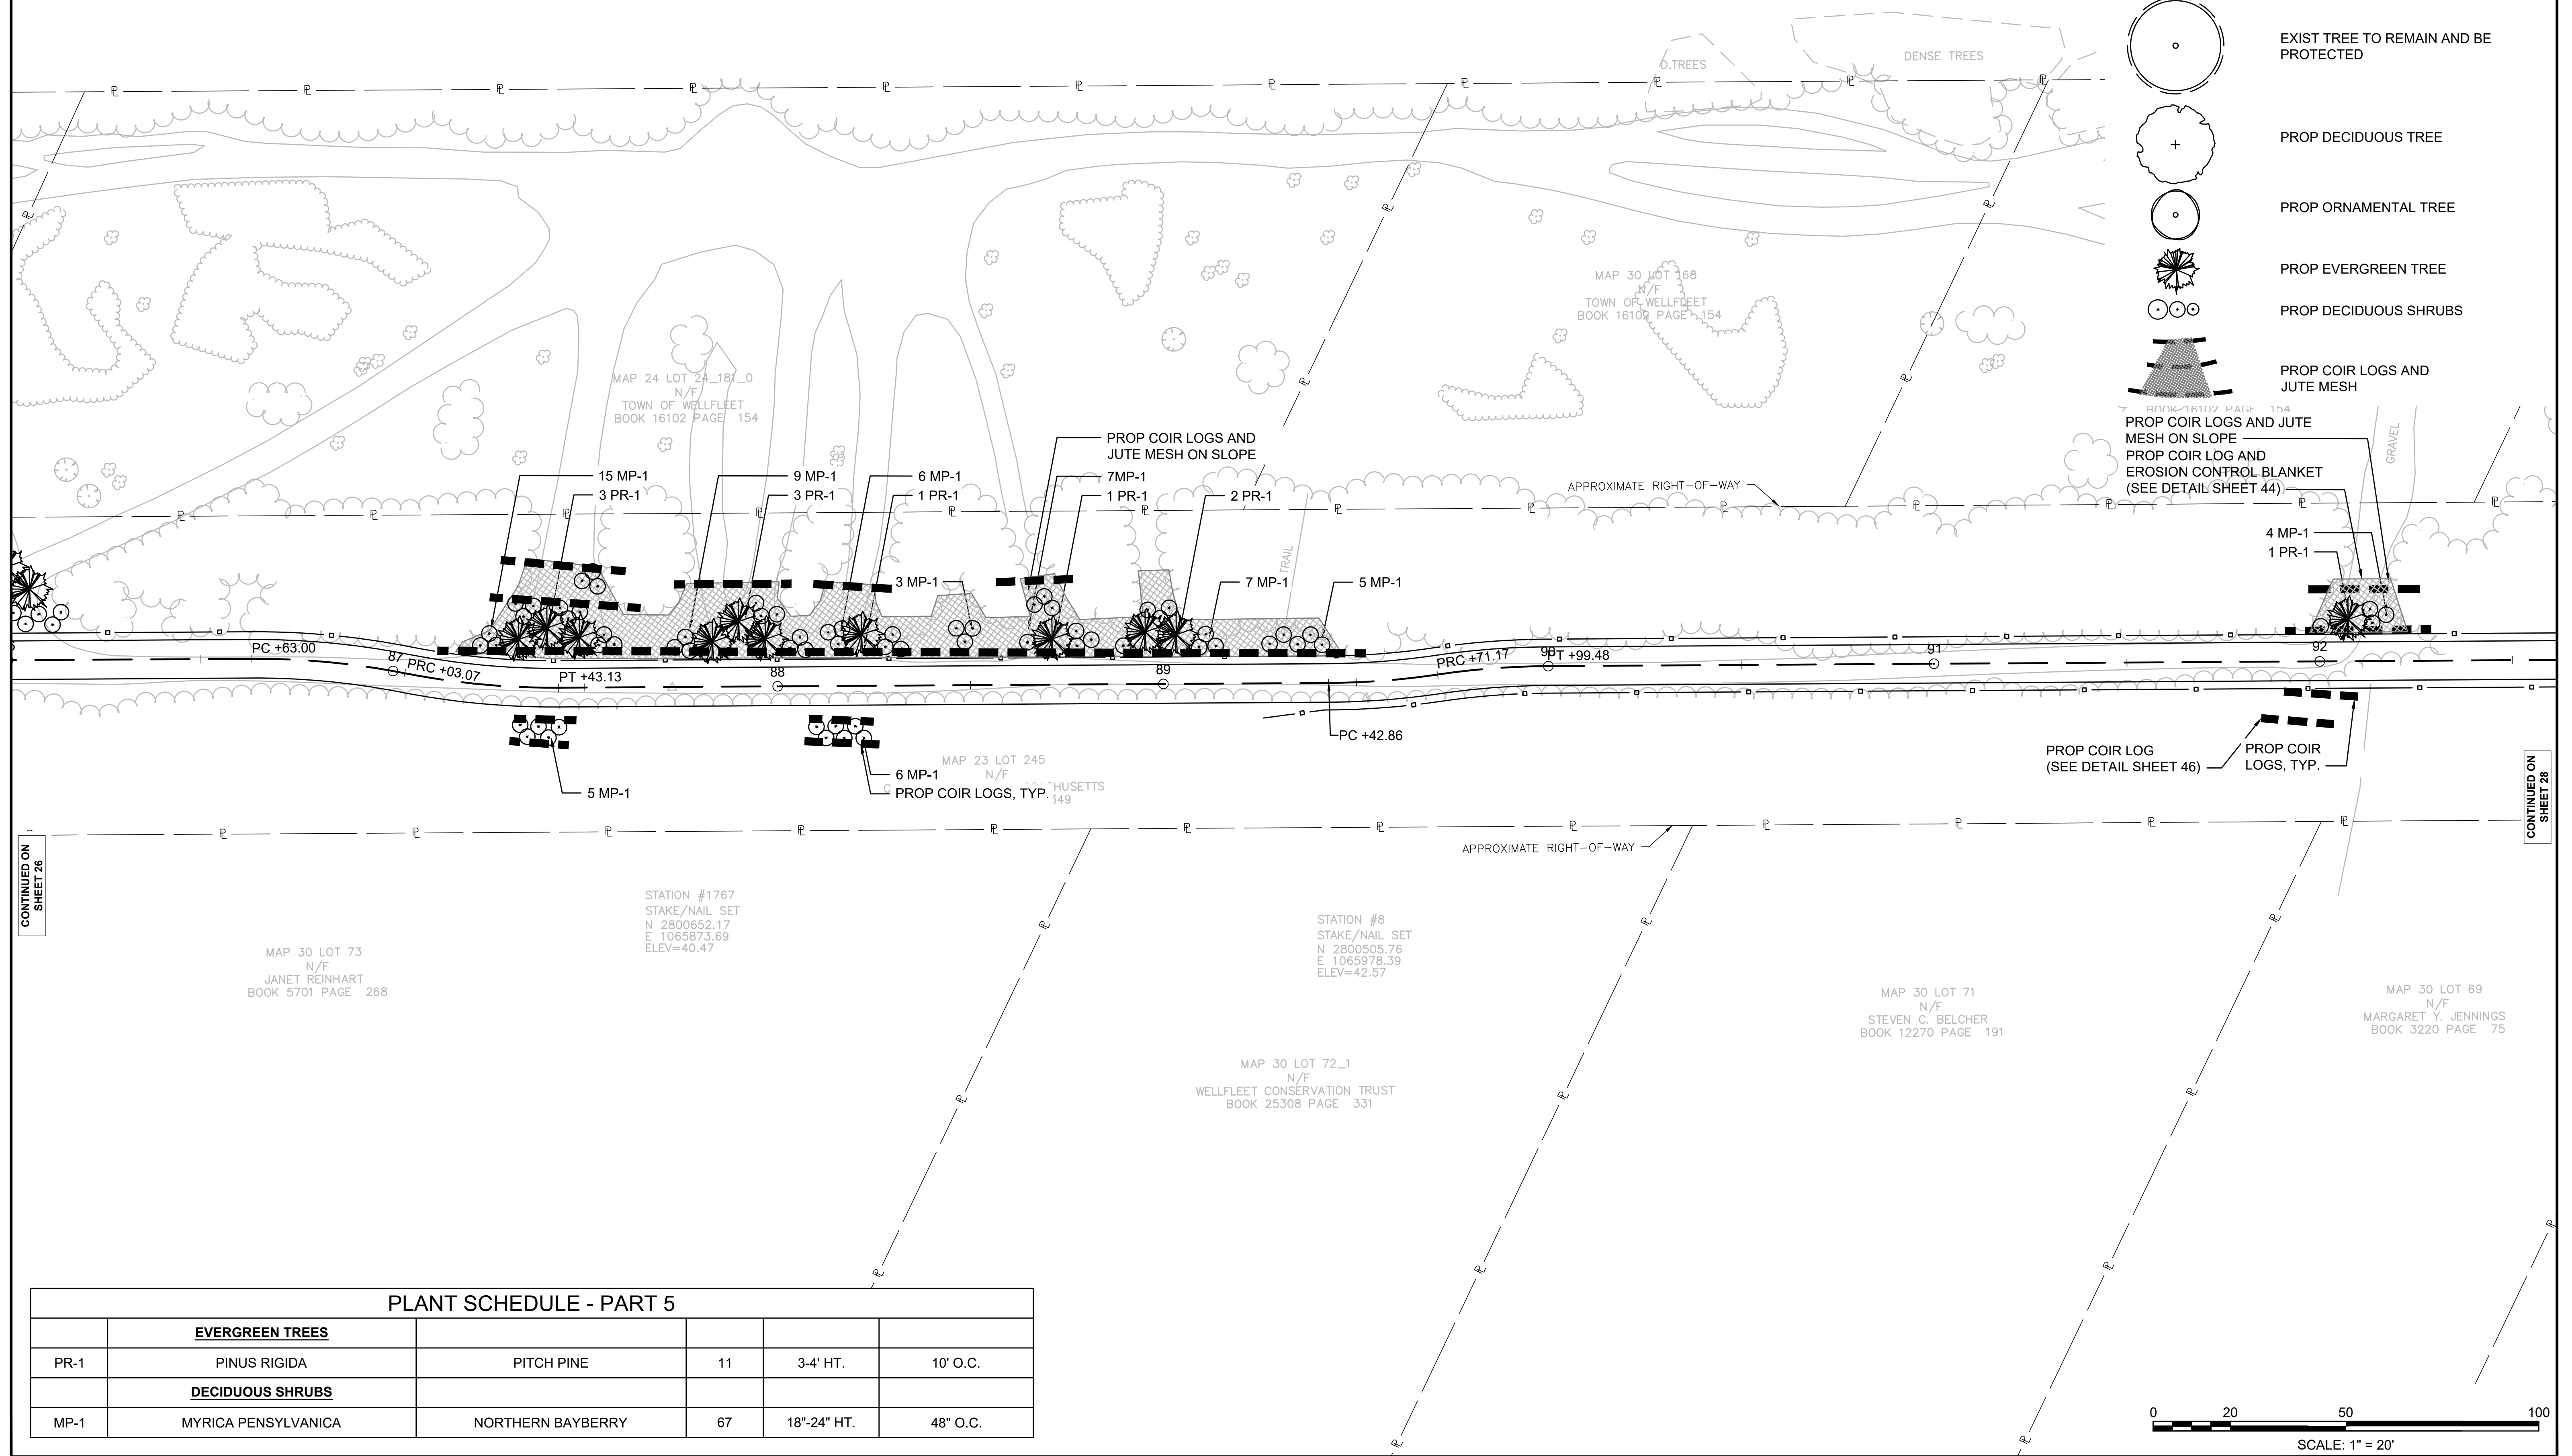 EXIST TREE TO REMAIN AND BE
PROTECTED
PROP DECIDUOUS TREE
PROP ORNAMENTAL TREE
PROP EVERGREEN TREE
PROP DECIDUOUS SHRUBS
PROP COIR LOGS AND
JUTE MESH
D.TREES
DENSE TREES
MAP 30 LOT 168
N/F
TOWN OF WELLFLEET
BOOK 16102 PAGE 154
MAP 24 LOT 24_181_0
N/F
TOWN OF WELLFLEET
BOOK 16102 PAGE 154
BOOK 16102 PAGE 154
PROP COIR LOGS AND JUTE
MESH ON SLOPE
PROP COIR LOG AND
EROSION CONTROL BLANKET
(SEE DETAIL SHEET 44)
GRAVEL
PROP COIR LOGS AND
JUTE MESH ON SLOPE
15 MP-1
3 PR-1
9 MP-1
3 PR-1
6 MP-1
1 PR-1
7MP-1
1 PR-1
2 PR-1
APPROXIMATE RIGHT-OF-WAY
4 MP-1
1 PR-1
3 MP-1
7 MP-1
TRAIL
5 MP-1
PC +63.00
87
PRC +03.07
PT +43.13
88
89
PRC +71.17
90
PT +99.48
91
92
PC +42.86
5 MP-1
6 MP-1
PROP COIR LOGS, TYP.
MAP 23 LOT 245
N/F
HUSETTS
PROP COIR LOG
(SEE DETAIL SHEET 46)
PROP COIR
LOGS, TYP.
CONTINUED ON
SHEET 28
CONTINUED ON
SHEET 26
APPROXIMATE RIGHT-OF-WAY
STATION #1767
STAKE/NAIL SET
N 2800652.17
E 1065873.69
ELEV=40.47
STATION #8
STAKE/NAIL SET
N 2800505.76
E 1065978.39
ELEV=42.57
MAP 30 LOT 73
N/F
JANET REINHART
BOOK 5701 PAGE 268
MAP 30 LOT 72_1
N/F
WELLFLEET CONSERVATION TRUST
BOOK 25308 PAGE 331
MAP 30 LOT 71
N/F
STEVEN C. BELCHER
BOOK 12270 PAGE 191
MAP 30 LOT 69
N/F
MARGARET Y. JENNINGS
BOOK 3220 PAGE 75
PLANT SCHEDULE - PART 5
EVERGREEN TREES
PR-1 PINUS RIGIDA PITCH PINE 11 3-4' HT. 10' O.C.
DECIDUOUS SHRUBS
MP-1 MYRICA PENSYLVANICA NORTHERN BAYBERRY 67 18"-24" HT. 48" O.C.
0 20 50 100
SCALE: 1" = 20'